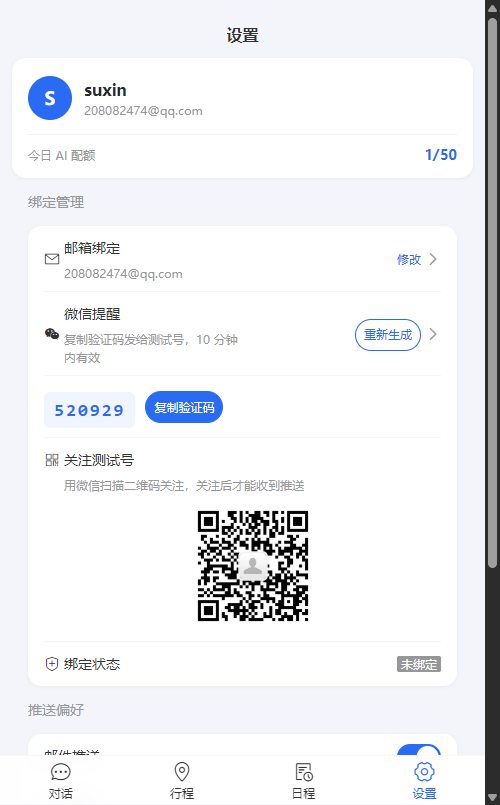 设置
S
suxin
208082474@qq.com
今日 AI 配额
1/50
绑定管理
邮箱绑定
208082474@qq.com
修改
微信提醒
复制验证码发给测试号，10 分钟
内有效
重新生成
520929
复制验证码
关注测试号
用微信扫描二维码关注，关注后才能收到推送
绑定状态
未绑定
推送偏好
邮件推送
对话
行程
日程
设置